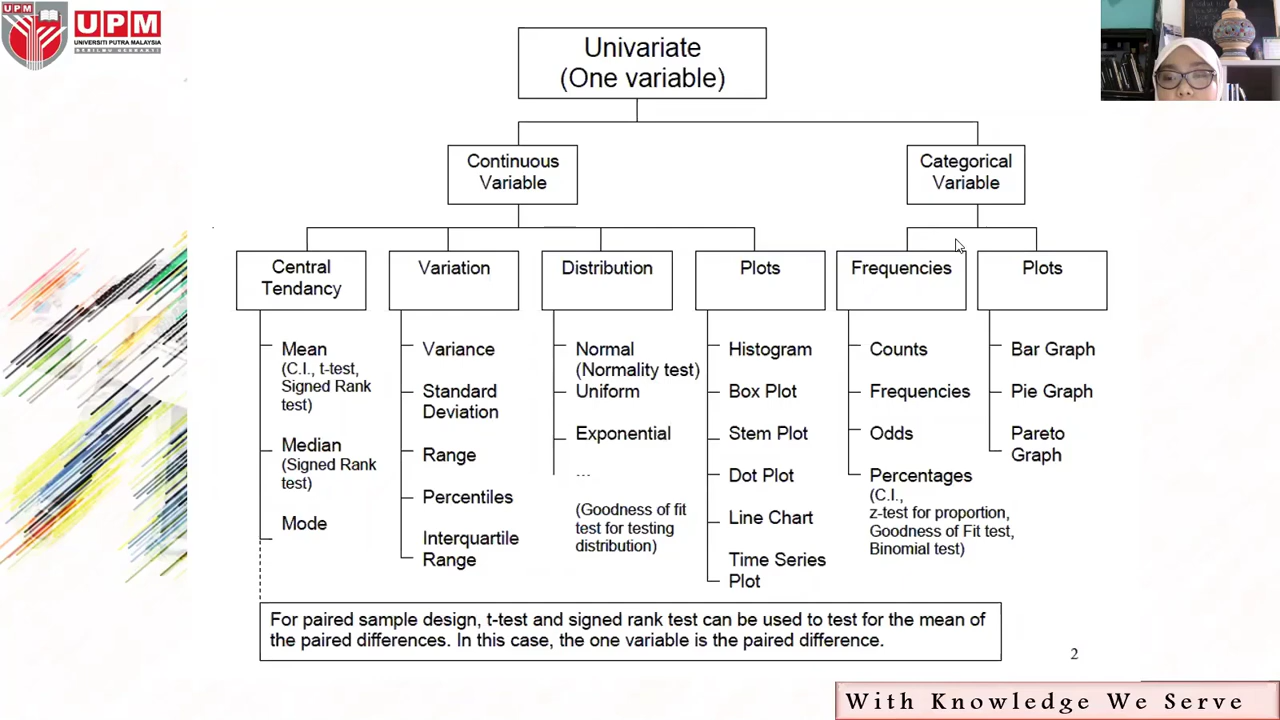 UPM
UNIVERSITI PUTRA MALAYSIA
BERILMU BERBAKTI
Univariate
(One variable)
Continuous
Variable
Categorical
Variable
Central
Tendancy
Variation
Distribution
Plots
Frequencies
Plots
Mean
(C.I., t-test,
Signed Rank
test)
Median
(Signed Rank
test)
Mode
Variance
Standard
Deviation
Range
Percentiles
Interquartile
Range
Normal
(Normality test)
Uniform
Exponential
...
(Goodness of fit
test for testing
distribution)
Histogram
Box Plot
Stem Plot
Dot Plot
Line Chart
Time Series
Plot
Counts
Frequencies
Odds
Percentages
(C.I.,
z-test for proportion,
Goodness of Fit test,
Binomial test)
Bar Graph
Pie Graph
Pareto
Graph
For paired sample design, t-test and signed rank test can be used to test for the mean of
the paired differences. In this case, the one variable is the paired difference.
2
With Knowledge We Serve